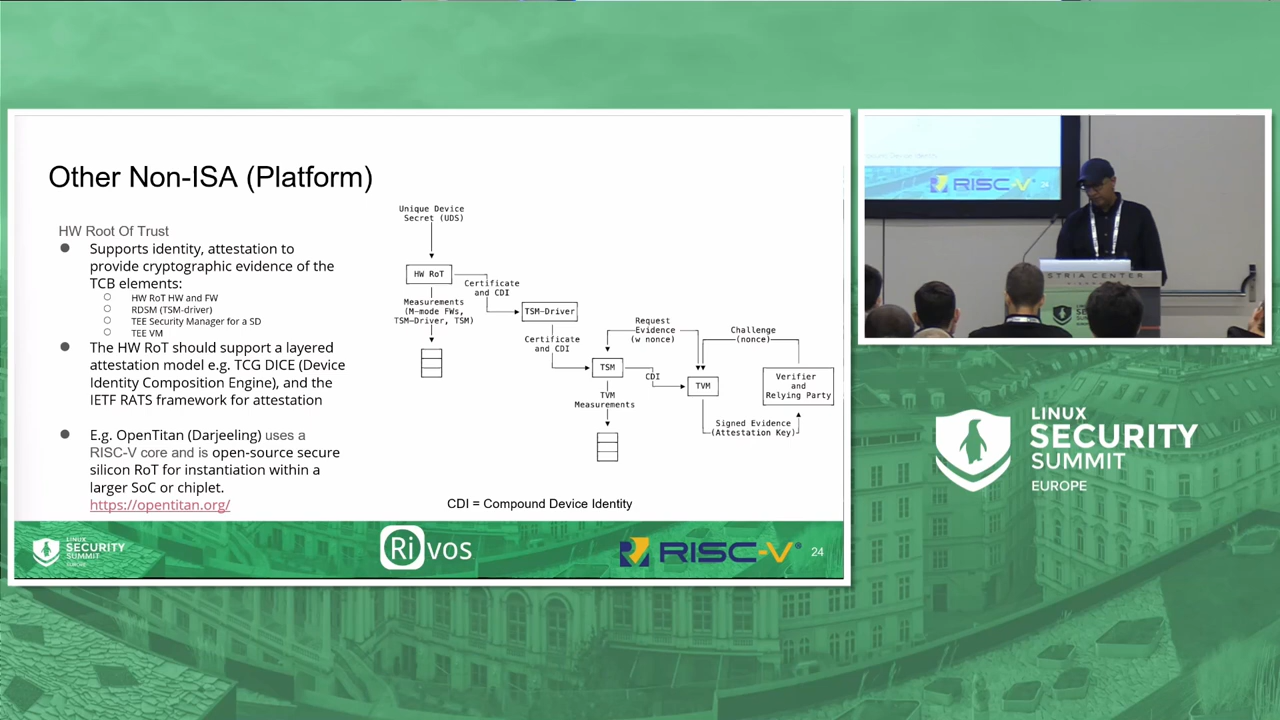 Other Non-ISA (Platform)
HW Root Of Trust
Supports identity, attestation to
provide cryptographic evidence of the
TCB elements:
HW RoT HW and FW
RDSM (TSM-driver)
TEE Security Manager for a SD
TEE VM
The HW RoT should support a layered
attestation model e.g. TCG DICE (Device
Identity Composition Engine), and the
IETF RATS framework for attestation
E.g. OpenTitan (Darjeeling) uses a
RISC-V core and is open-source secure
silicon RoT for instantiation within a
larger SoC or chiplet.
https://opentitan.org/
Unique Device
Secret (UDS)
HW RoT
Certificate
and CDI
Measurements
(M-mode FWs,
TSM-Driver, TSM)
TSM-Driver
Certificate
and CDI
Request
Evidence
(w nonce)
Challenge
(nonce)
TSM
CDI
TVM
Verifier
and
Relying Party
TVM
Measurements
Signed Evidence
(Attestation Key)
CDI = Compound Device Identity
LINUX
SECURITY
SUMMIT
EUROPE
Rivos
RISC-V®
24
RISC-V
STRIA CENTER
LINUX
SECURITY
SUMMIT
EUROPE